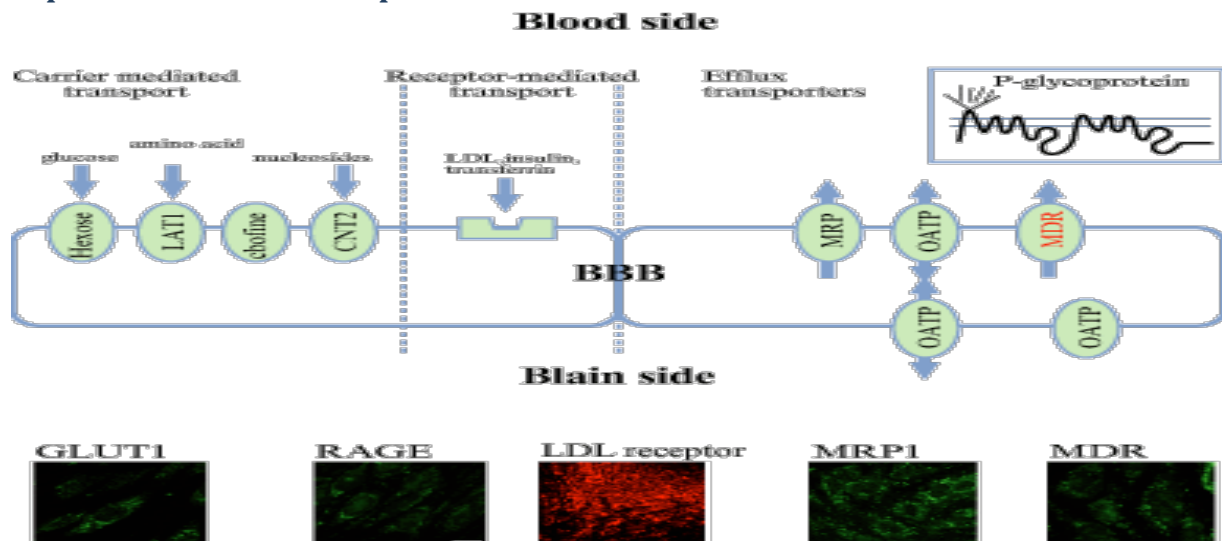 Blood side
Carrier mediated
transport
Receptor-mediated
transport
Efflux
transporters
P-glycoprotein
glucose
amino acid
nucleosides
LDL, insulin,
transferrin
Hexose
LAT1
choline
CNT2
MRP
OATP
MDR
BBB
OATP
OATP
Blain side
GLUT1
RAGE
LDL receptor
MRP1
MDR